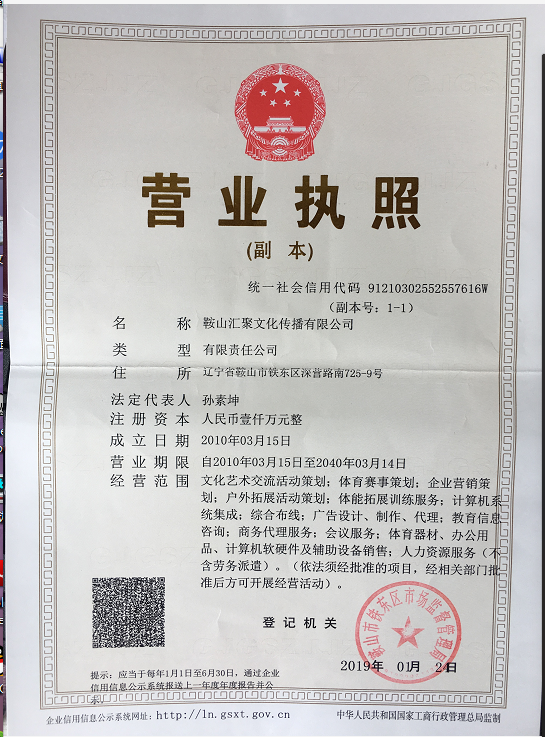 营业执照
(副 本)
统一社会信用代码 91210302552557616W
（副本号：1-1）
名 称 鞍山汇聚文化传播有限公司
类 型 有限责任公司
住 所 辽宁省鞍山市铁东区深营路南725-9号
法定代表人 孙素坤
注册资本 人民币壹仟万元整
成立日期 2010年03月15日
营业期限 自2010年03月15日至2040年03月14日
经营范围 文化艺术交流活动策划；体育赛事策划；企业营销策
划；户外拓展活动策划；体能拓展训练服务；计算机系
统集成；综合布线；广告设计、制作、代理；教育信息
咨询；商务代理服务；会议服务；体育器材、办公用
品、计算机软硬件及辅助设备销售；人力资源服务（不
含劳务派遣）。（依法须经批准的项目，经相关部门批
准后方可开展经营活动）。
登记机关
鞍山市铁东区市场监督管理局
2019年 01月 24日
提示：应当于每年1月1日至6月30日，通过企业
信用信息公示系统报送上一年度年度报告并公
示。
企业信用信息公示系统网址：http://ln.gsxt.gov.cn
中华人民共和国国家工商行政管理总局监制